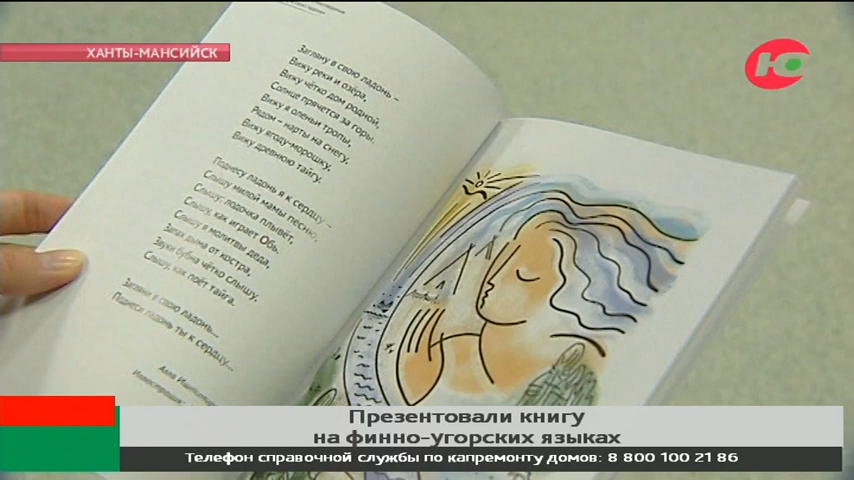 ХАНТЫ-МАНСИЙСК
Ю
Загляну в свою ладонь –
Вижу реки и озёра,
Вижу чётко дом родной,
Солнце прячется за горы.
Вижу я оленьи тропы,
Рядом – нарты на снегу,
Вижу ягоду-морошку,
Вижу древнюю тайгу.
Поднесу ладонь я к сердцу –
Слышу милой мамы песню,
Слышу: лодочка плывёт,
Слышу, как играет Обь.
Слышу я молитвы деда,
Запах дыма от костра,
Звуки бубна чётко слышу,
Слышу, как поёт тайга.
Загляни в свою ладонь...
Поднеси ладонь ты к сердцу...
Алла
Презентовали книгу
на финно-угорских языках
Телефон справочной службы по капремонту домов: 8 800 100 21 86